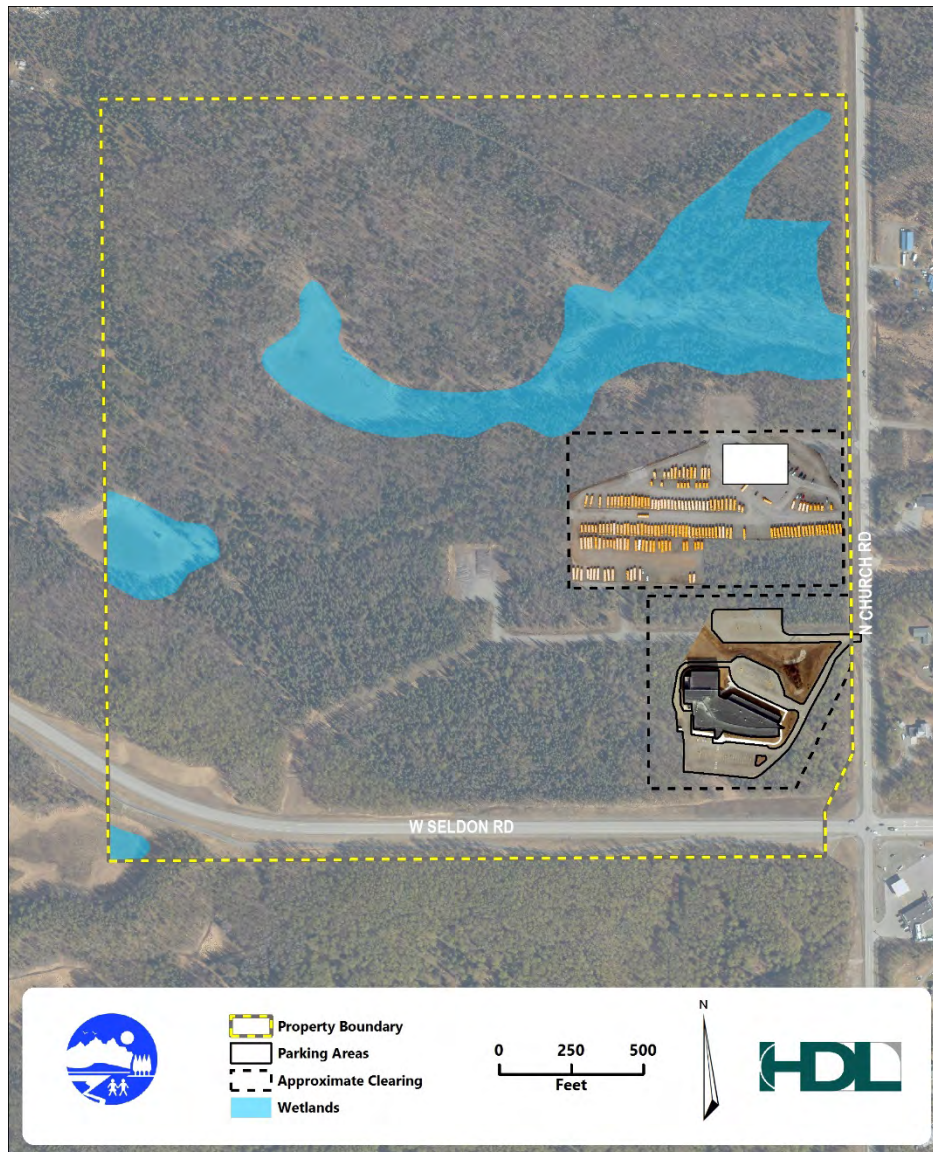 N CHURCH RD
W SELDON RD
N
Property Boundary
Parking Areas
Approximate Clearing
Wetlands
0 250 500
Feet
HDL